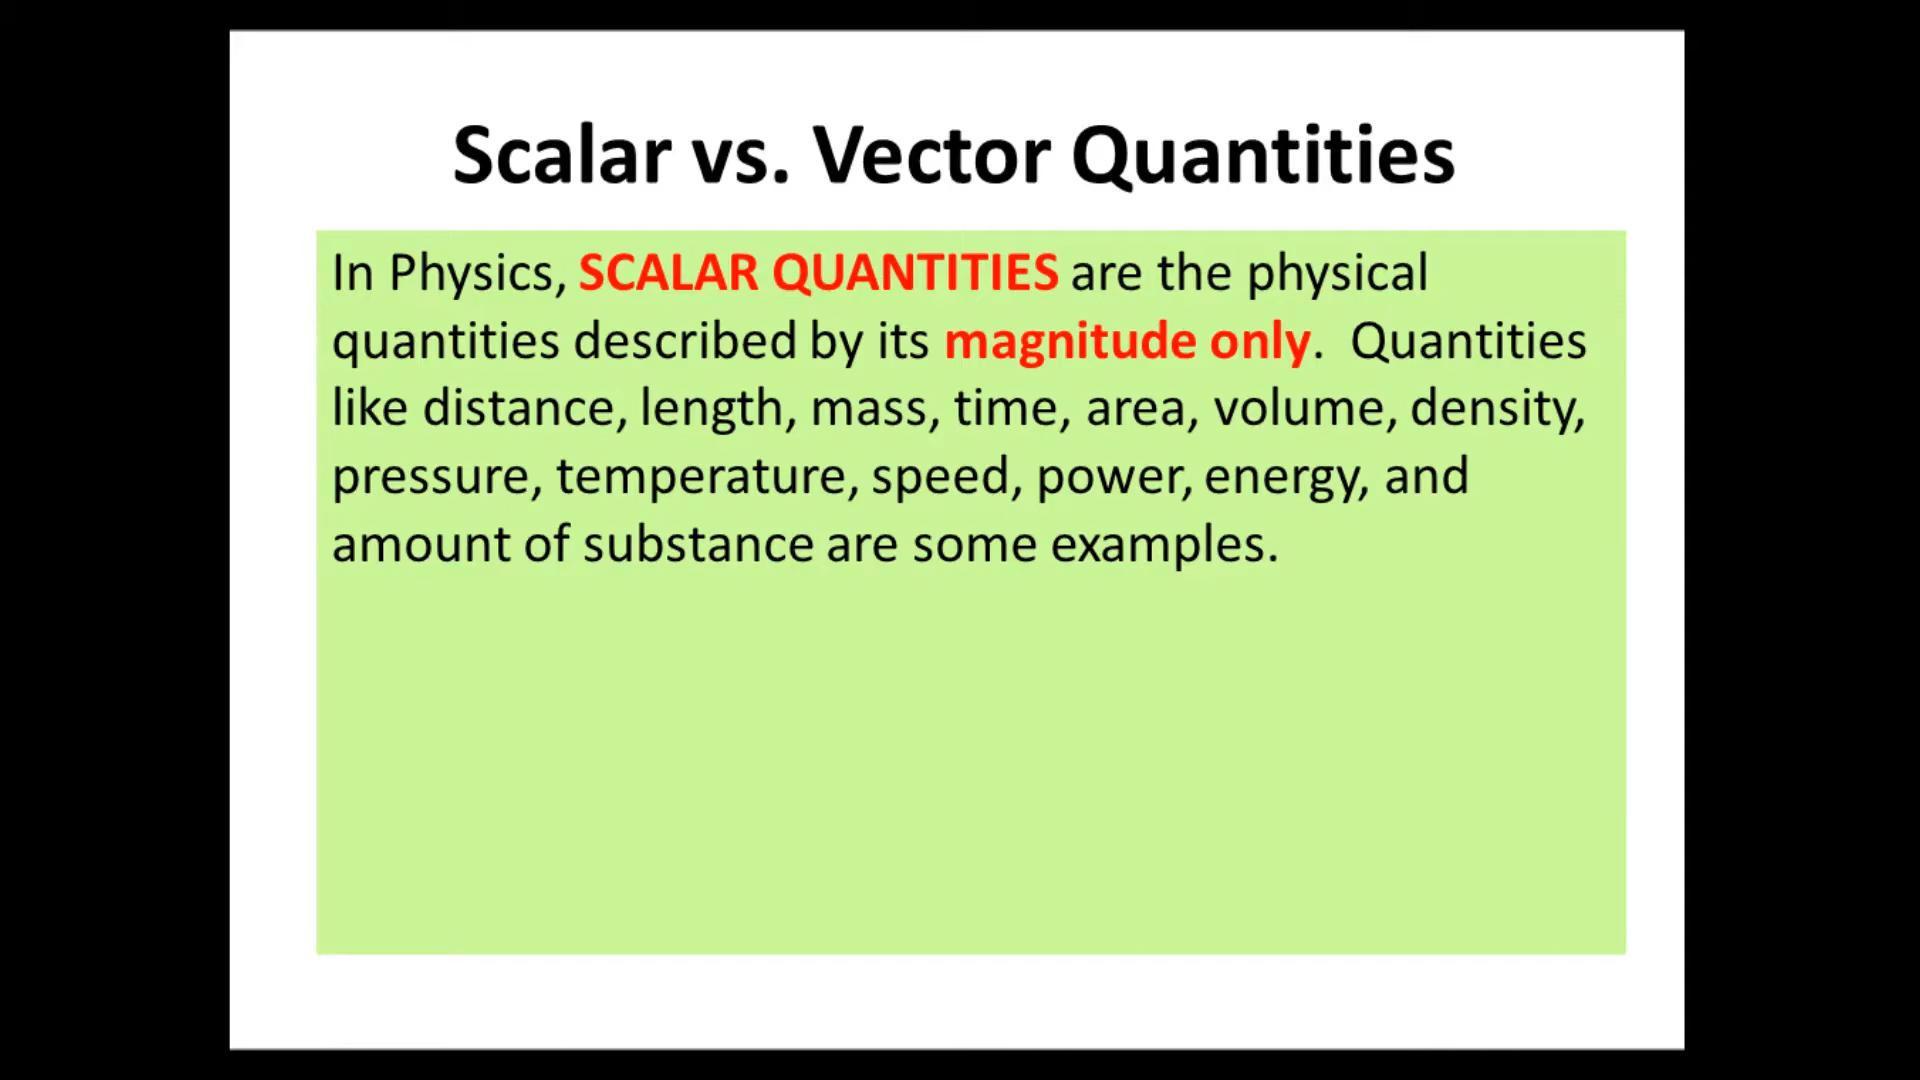 Scalar vs. Vector Quantities
In Physics, SCALAR QUANTITIES are the physical
quantities described by its magnitude only.  Quantities
like distance, length, mass, time, area, volume, density,
pressure, temperature, speed, power, energy, and
amount of substance are some examples.